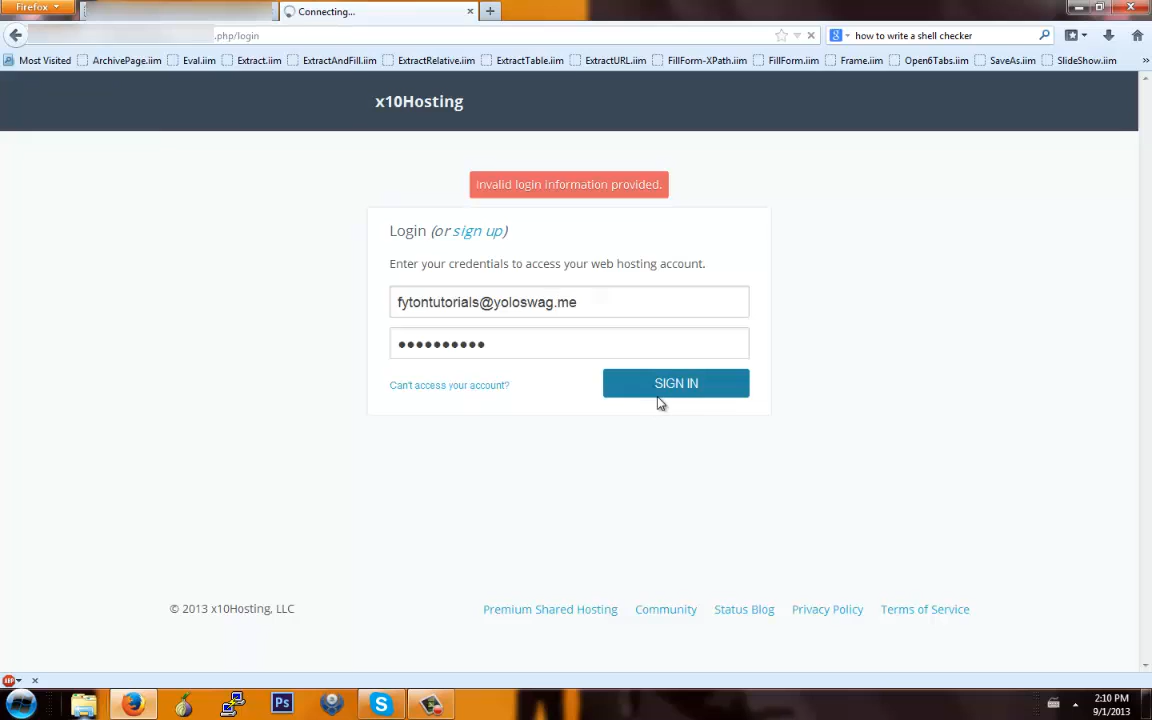 Firefox
Connecting...
.php/login
how to write a shell checker
Most Visited ArchivePage.iim Eval.iim Extract.iim ExtractAndFill.iim ExtractRelative.iim ExtractTable.iim ExtractURL.iim FillForm-XPath.iim FillForm.iim Frame.iim Open6Tabs.iim SaveAs.iim SlideShow.iim »
x10Hosting
Invalid login information provided.
Login (or sign up)
Enter your credentials to access your web hosting account.
fytontutorials@yoloswag.me
Can't access your account?
SIGN IN
© 2013 x10Hosting, LLC
Premium Shared Hosting Community Status Blog Privacy Policy Terms of Service
Ps
2:10 PM
9/1/2013